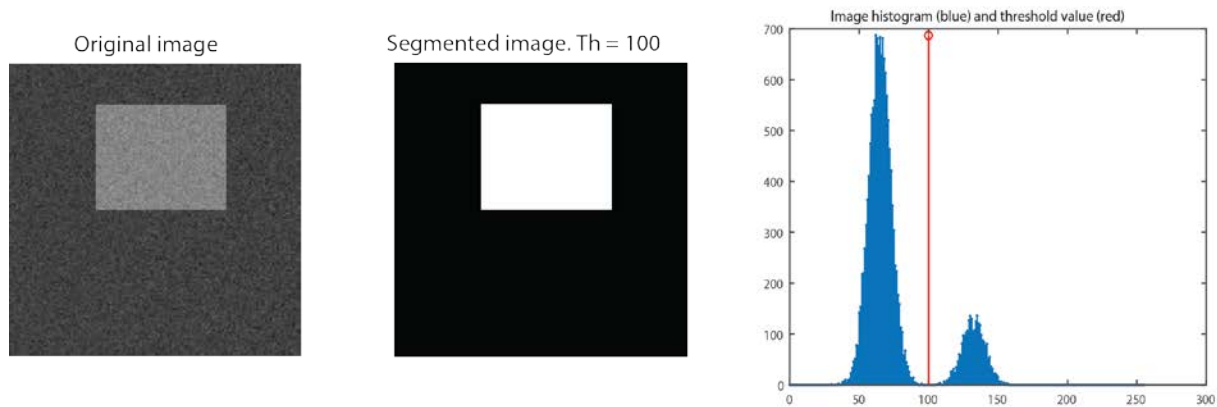 Original image
Segmented image. Th = 100
Image histogram (blue) and threshold value (red)
700
600
500
400
300
200
100
0
0 50 100 150 200 250 300